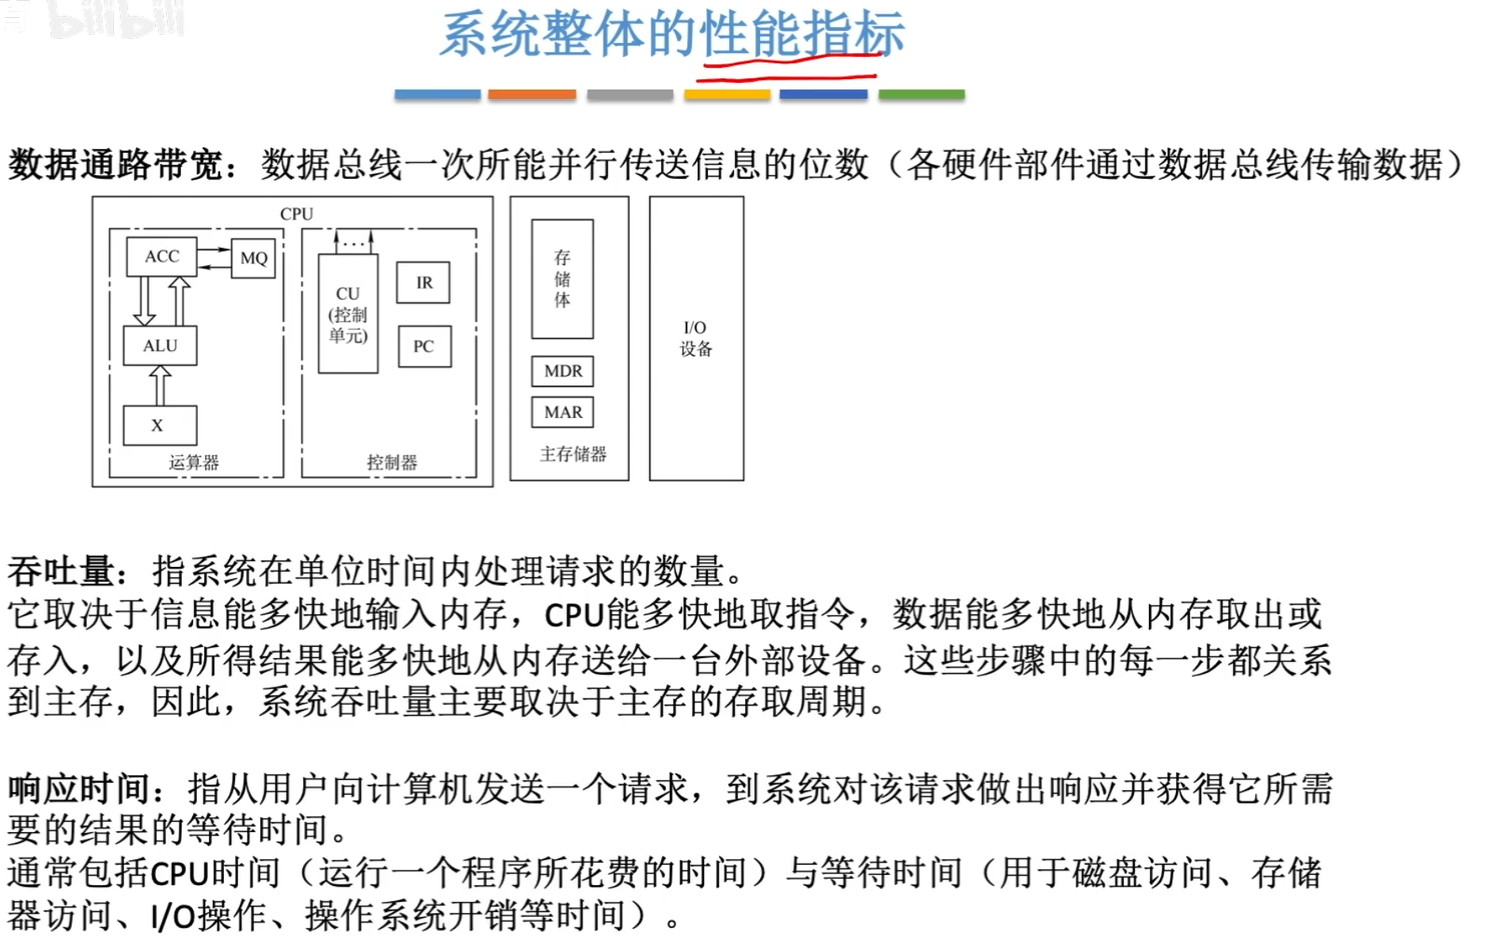 育 bilibili
系统整体的性能指标
数据通路带宽：数据总线一次所能并行传送信息的位数（各硬件部件通过数据总线传输数据）
CPU
ACC
MQ
ALU
X
运算器
...
CU
(控制
单元)
IR
PC
控制器
存
储
体
MDR
MAR
主存储器
I/O
设备
吞吐量：指系统在单位时间内处理请求的数量。
它取决于信息能多快地输入内存，CPU能多快地取指令，数据能多快地从内存取出或
存入，以及所得结果能多快地从内存送给一台外部设备。这些步骤中的每一步都关系
到主存，因此，系统吞吐量主要取决于主存的存取周期。
响应时间：指从用户向计算机发送一个请求，到系统对该请求做出响应并获得它所需
要的结果的等待时间。
通常包括CPU时间（运行一个程序所花费的时间）与等待时间（用于磁盘访问、存储
器访问、I/O操作、操作系统开销等时间）。